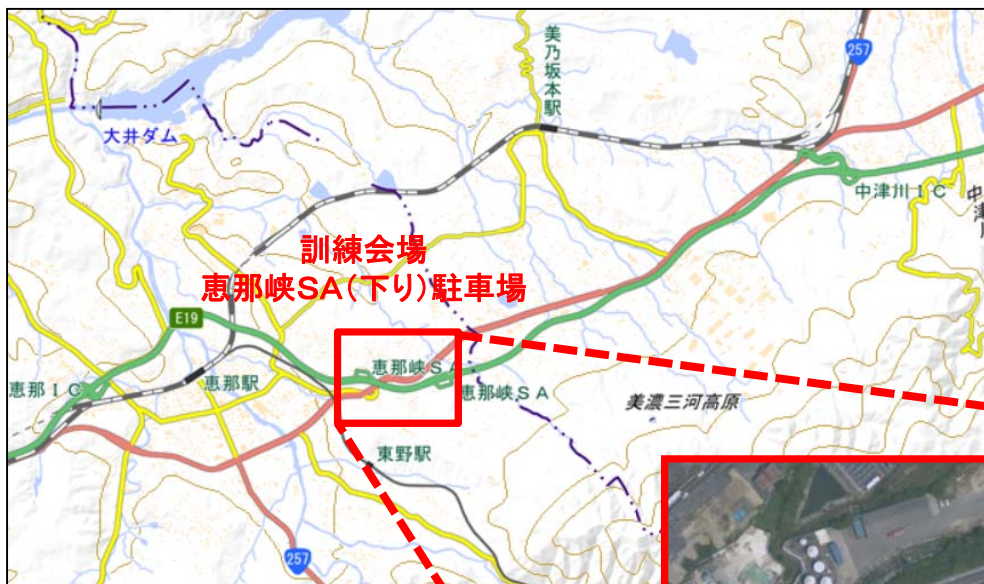 美乃坂本駅
257
大井ダム
中津川IC
中津川
訓練会場
恵那峡SA(下り)駐車場
E19
恵那峡SA
恵那IC
恵那駅
恵那峡SA
美濃三河高原
東野駅
257